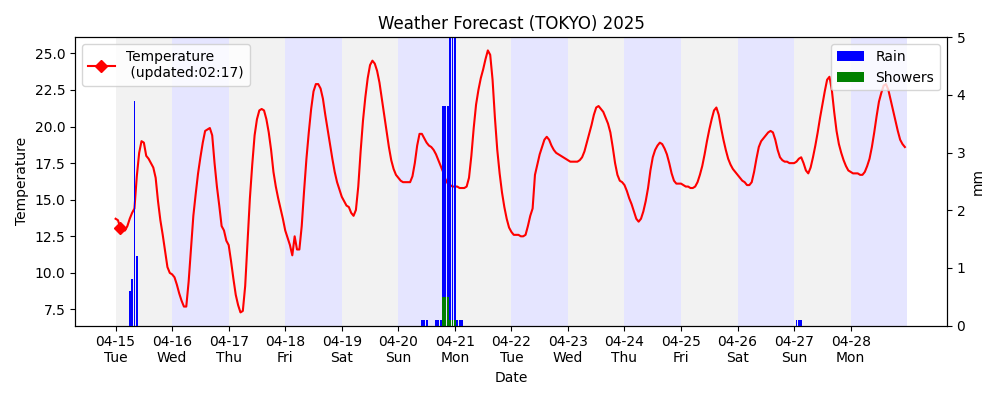 Weather Forecast (TOKYO) 2025
Temperature
(updated:02:17)
Rain
Showers
Temperature
25.0
22.5
20.0
17.5
15.0
12.5
10.0
7.5
5
4
3
2
1
0
mm
04-15 04-16 04-17 04-18 04-19 04-20 04-21 04-22 04-23 04-24 04-25 04-26 04-27 04-28
Tue Wed Thu Fri Sat Sun Mon Tue Wed Thu Fri Sat Sun Mon
Date